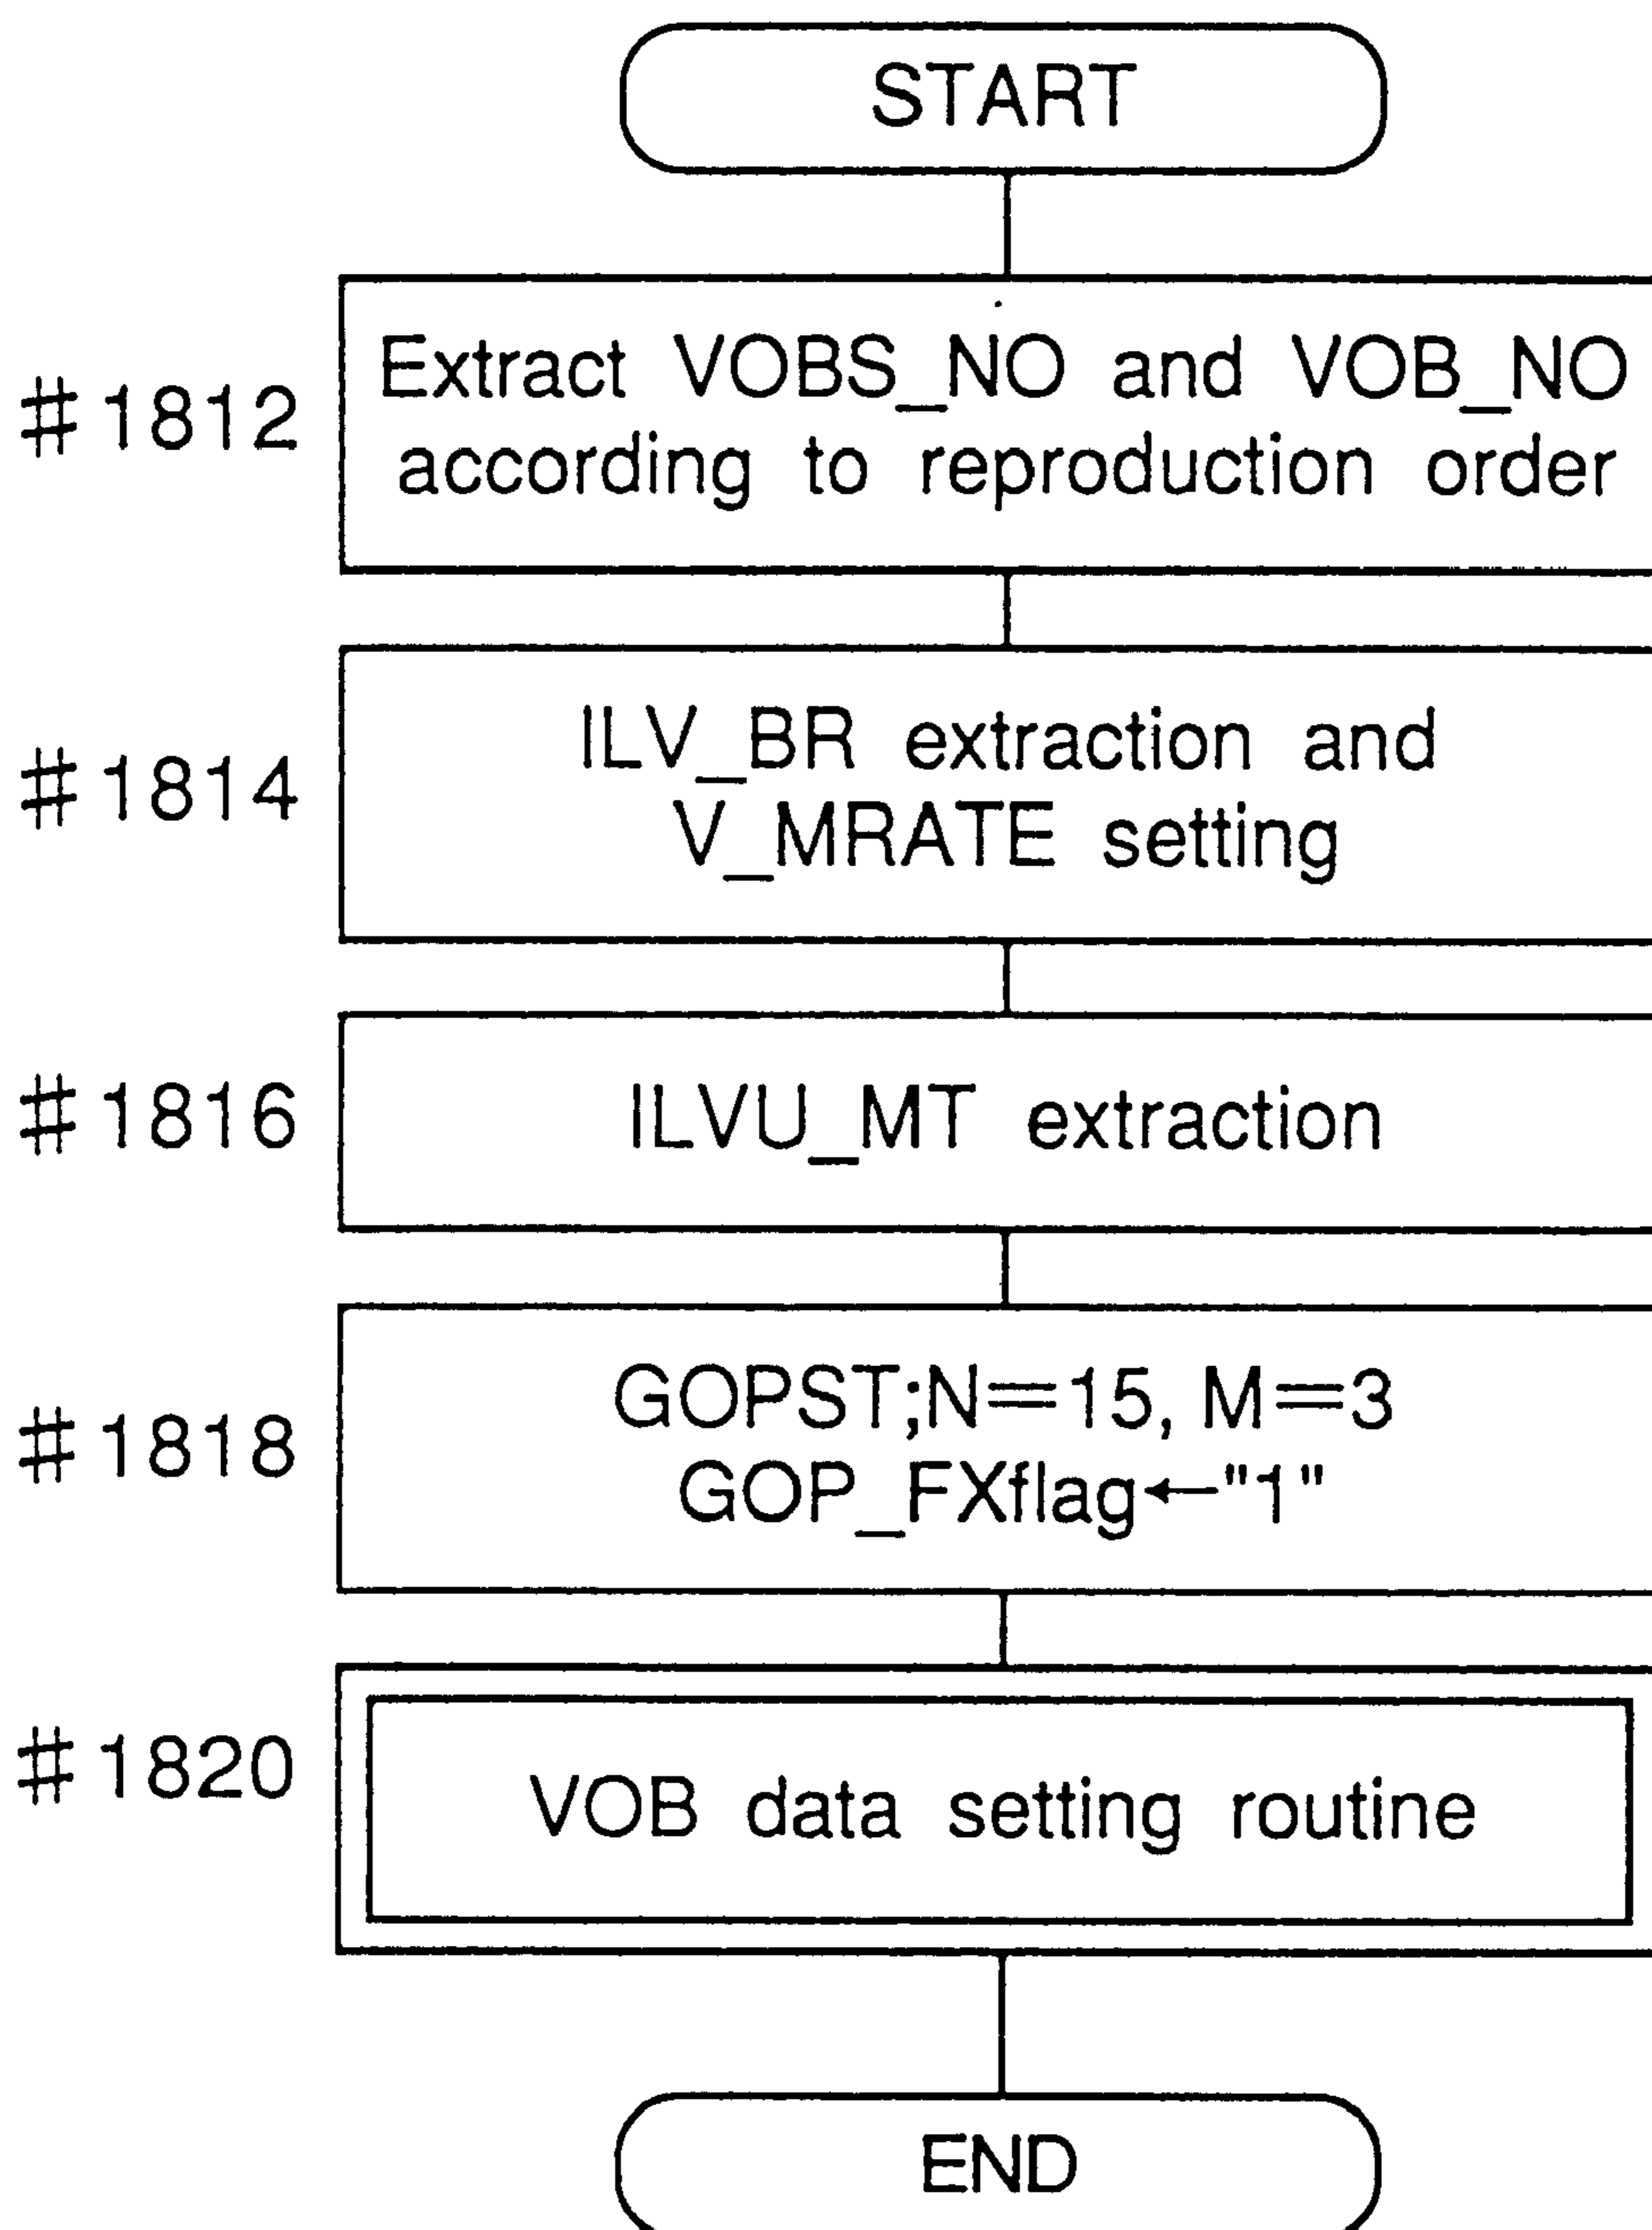 START
#1812
Extract VOBS_NO and VOB_NO
according to reproduction order
#1814
ILV_BR extraction and
V_MRATE setting
#1816
ILVU_MT extraction
#1818
GOPST;N=15, M=3
GOP_FXflag←"1"
#1820
VOB data setting routine
END